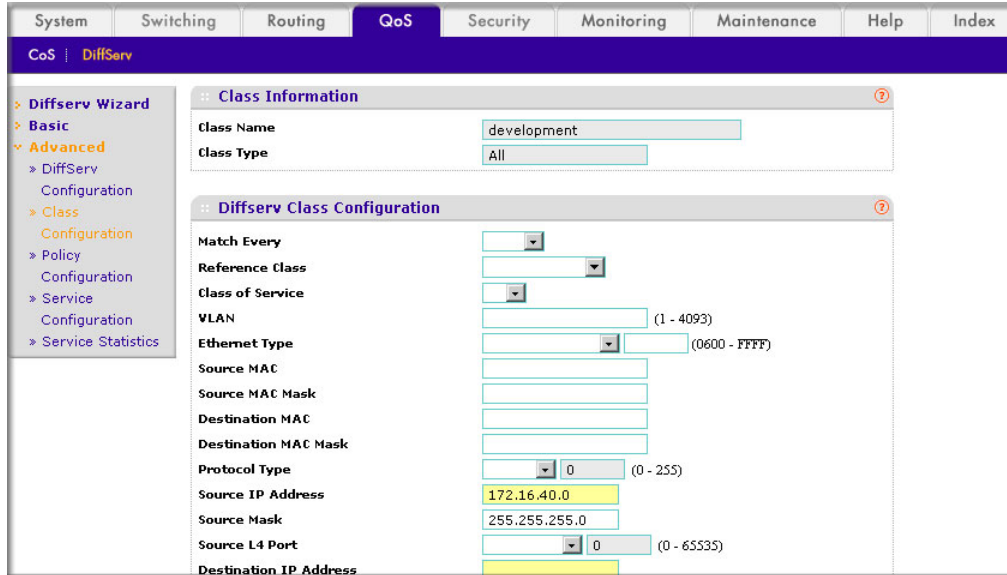 System Switching Routing QoS Security Monitoring Maintenance Help Index
CoS | DiffServ
Diffserv Wizard
Basic
Advanced
» DiffServ
Configuration
» Class
Configuration
» Policy
Configuration
» Service
Configuration
» Service Statistics
Class Information ?
Class Name development
Class Type All
Diffserv Class Configuration ?
Match Every
Reference Class
Class of Service
VLAN (1 - 4093)
Ethernet Type (0600 - FFFF)
Source MAC
Source MAC Mask
Destination MAC
Destination MAC Mask
Protocol Type 0 (0 - 255)
Source IP Address 172.16.40.0
Source Mask 255.255.255.0
Source L4 Port 0 (0 - 65535)
Destination IP Address